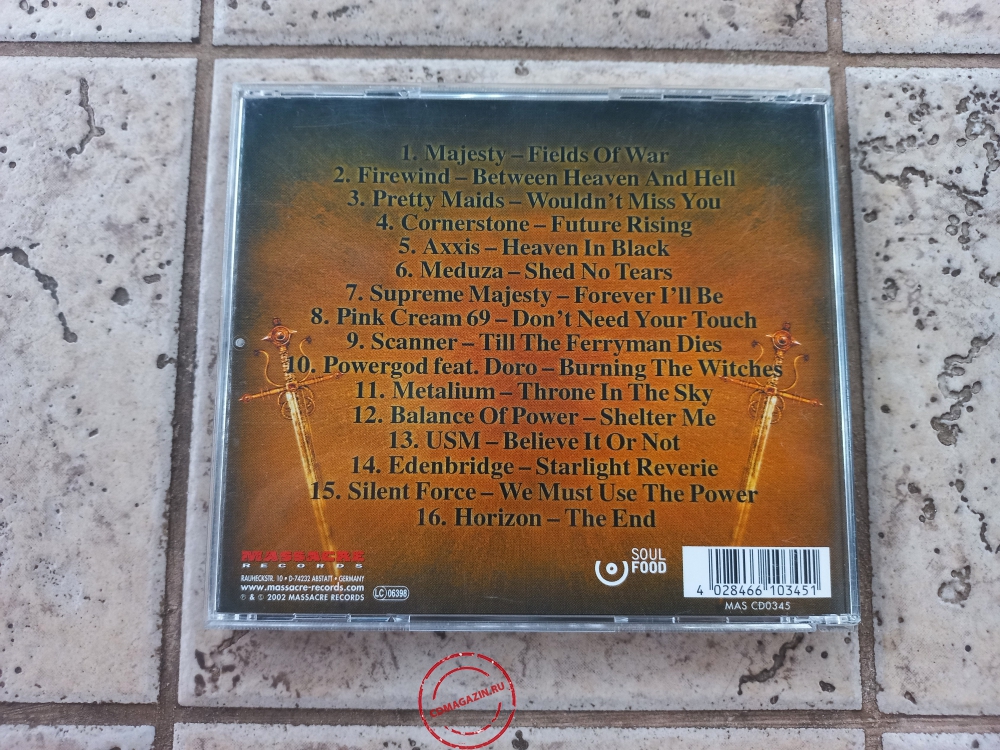 1. Majesty – Fields Of War
2. Firewind – Between Heaven And Hell
3. Pretty Maids – Wouldn't Miss You
4. Cornerstone – Future Rising
5. Axxis – Heaven In Black
6. Meduza – Shed No Tears
7. Supreme Majesty – Forever I'll Be
8. Pink Cream 69 – Don't Need Your Touch
9. Scanner – Till The Ferryman Dies
10. Powergod feat. Doro – Burning The Witches
11. Metalium – Throne In The Sky
12. Balance Of Power – Shelter Me
13. USM – Believe It Or Not
14. Edenbridge – Starlight Reverie
15. Silent Force – We Must Use The Power
16. Horizon – The End
MASSACRE
RECORDS
RAUHECKSTR. 10 • D-74232 ABSTATT • GERMANY
www.massacre-records.com
℗ & © 2002 MASSACRE RECORDS
LC 06398
SOUL
FOOD
4 028466 103451
MAS CD0345
CDMAGAZIN.RU